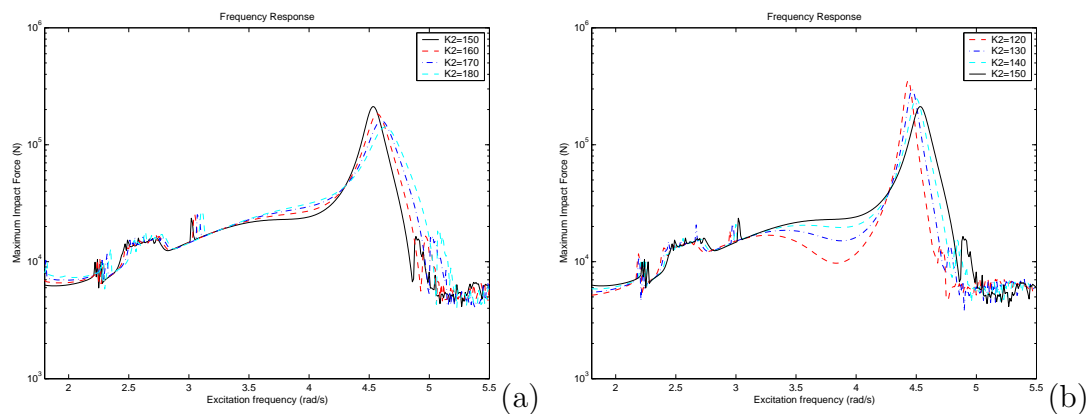 Frequency Response
10^6
K2=150
K2=160
K2=170
K2=180
10^5
Maximum Impact Force (N)
10^4
10^3
2 2.5 3 3.5 4 4.5 5 5.5
Excitation frequency (rad/s)
(a)
Frequency Response
10^6
K2=120
K2=130
K2=140
K2=150
10^5
Maximum Impact Force (N)
10^4
10^3
2 2.5 3 3.5 4 4.5 5 5.5
Excitation frequency (rad/s)
(b)